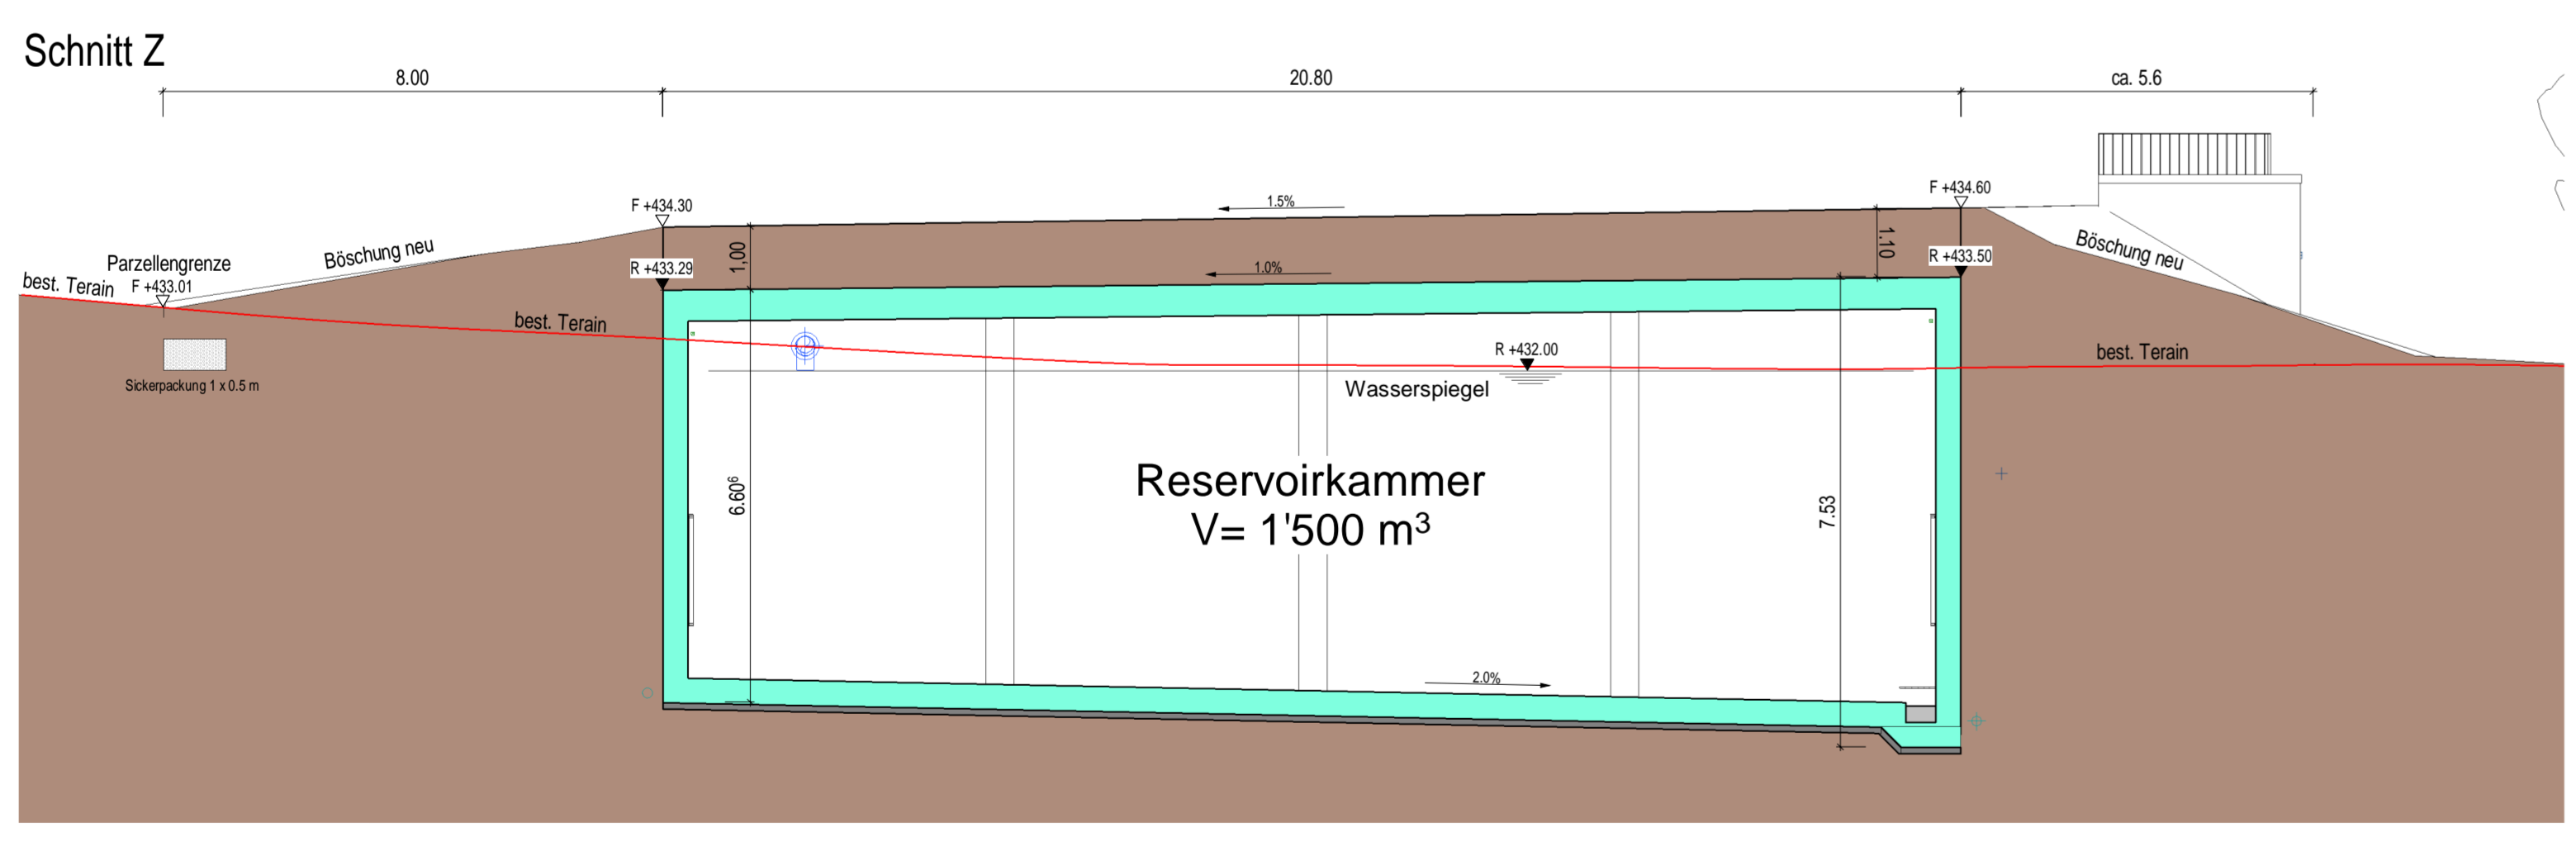 Schnitt Z
8.00
20.80
ca. 5.6
F +434.60
1.5%
F +434.30
Böschung neu
Böschung neu
1,00
1.10
R +433.50
Parzellengrenze
R +433.29
1.0%
best. Terain
F +433.01
best. Terain
R +432.00
best. Terain
Sickerpackung 1 x 0.5 m
Wasserspiegel
Reservoirkammer
6.60⁶
7.53
V= 1'500 m³
2.0%